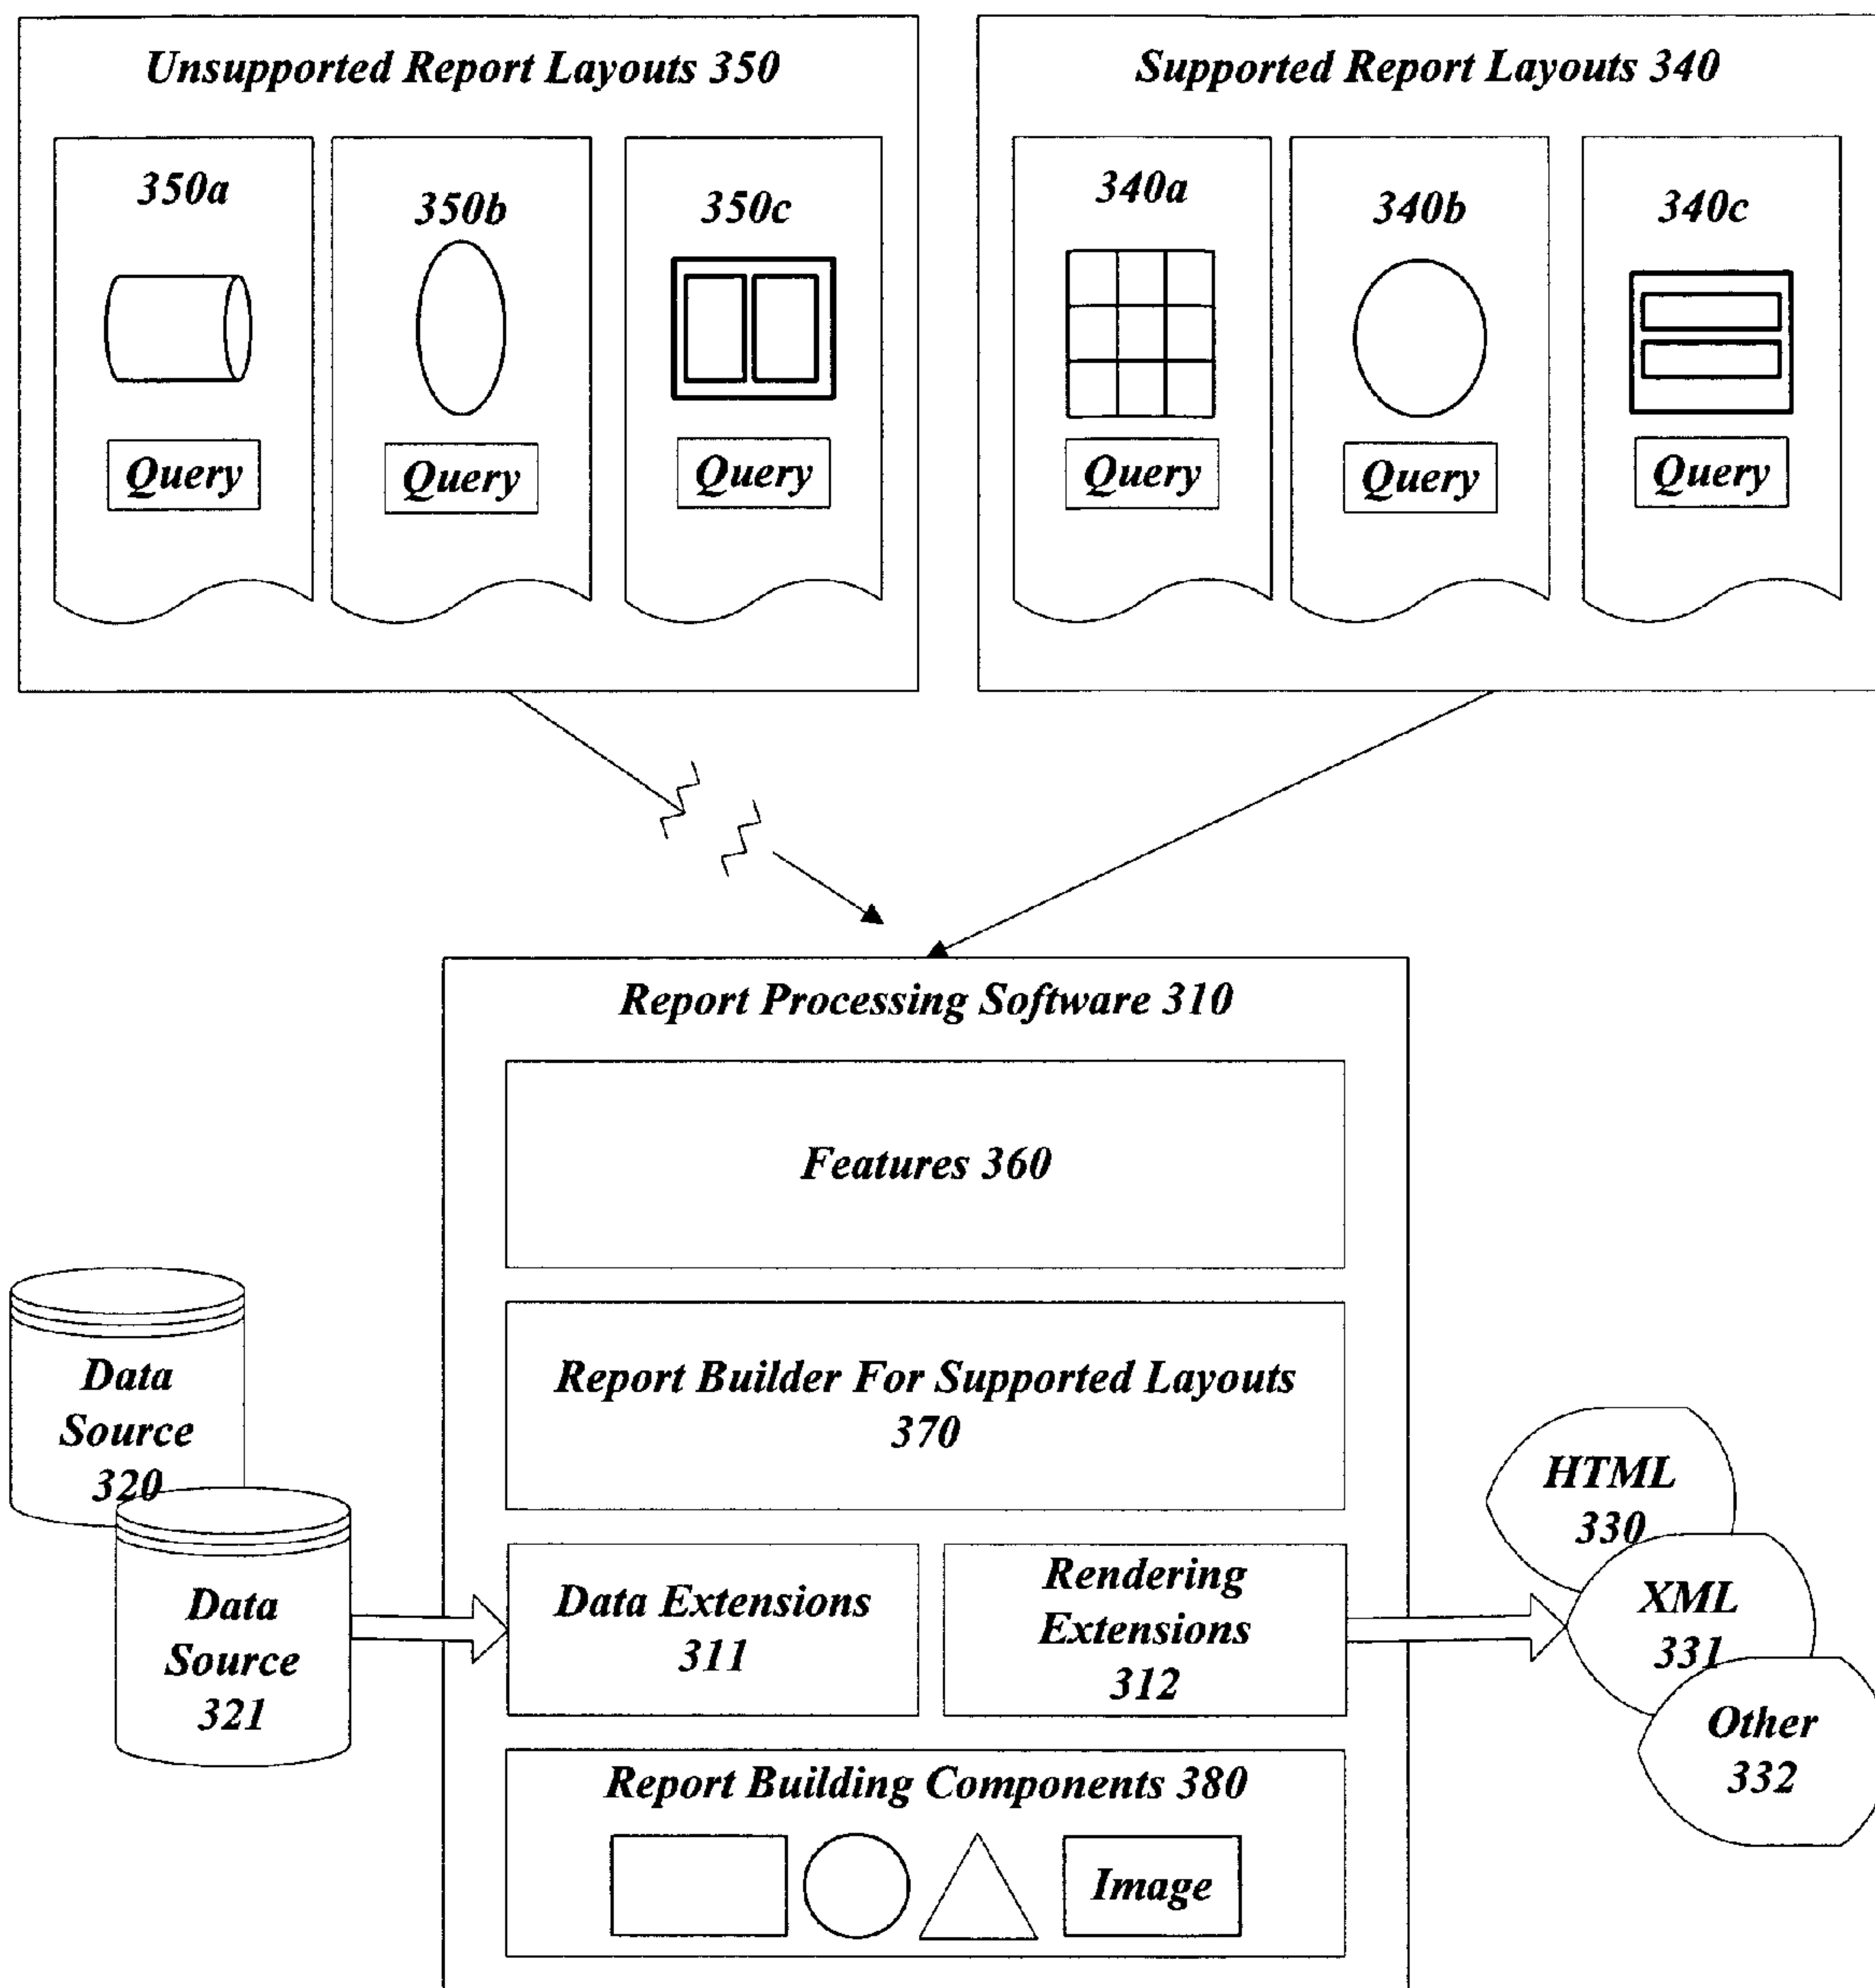 Unsupported Report Layouts 350
350a
Query
350b
Query
350c
Query
Supported Report Layouts 340
340a
Query
340b
Query
340c
Query
Report Processing Software 310
Features 360
Report Builder For Supported Layouts
370
Data
Source
320
Data
Source
321
Data Extensions
311
Rendering
Extensions
312
HTML
330
XML
331
Other
332
Report Building Components 380
Image